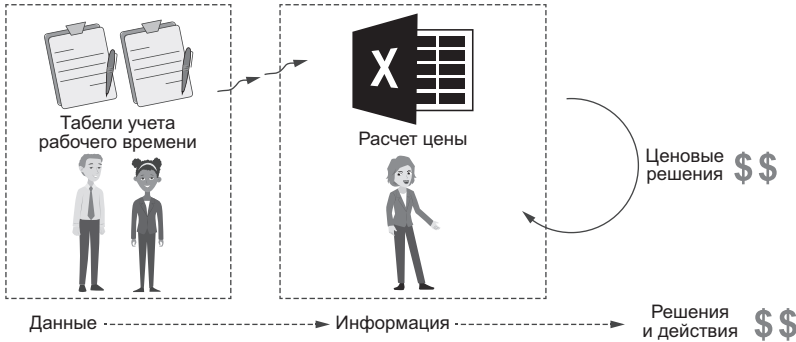 X
Табели учета
рабочего времени
Расчет цены
Ценовые
решения
$$
Данные
Информация
Решения
и действия
$$